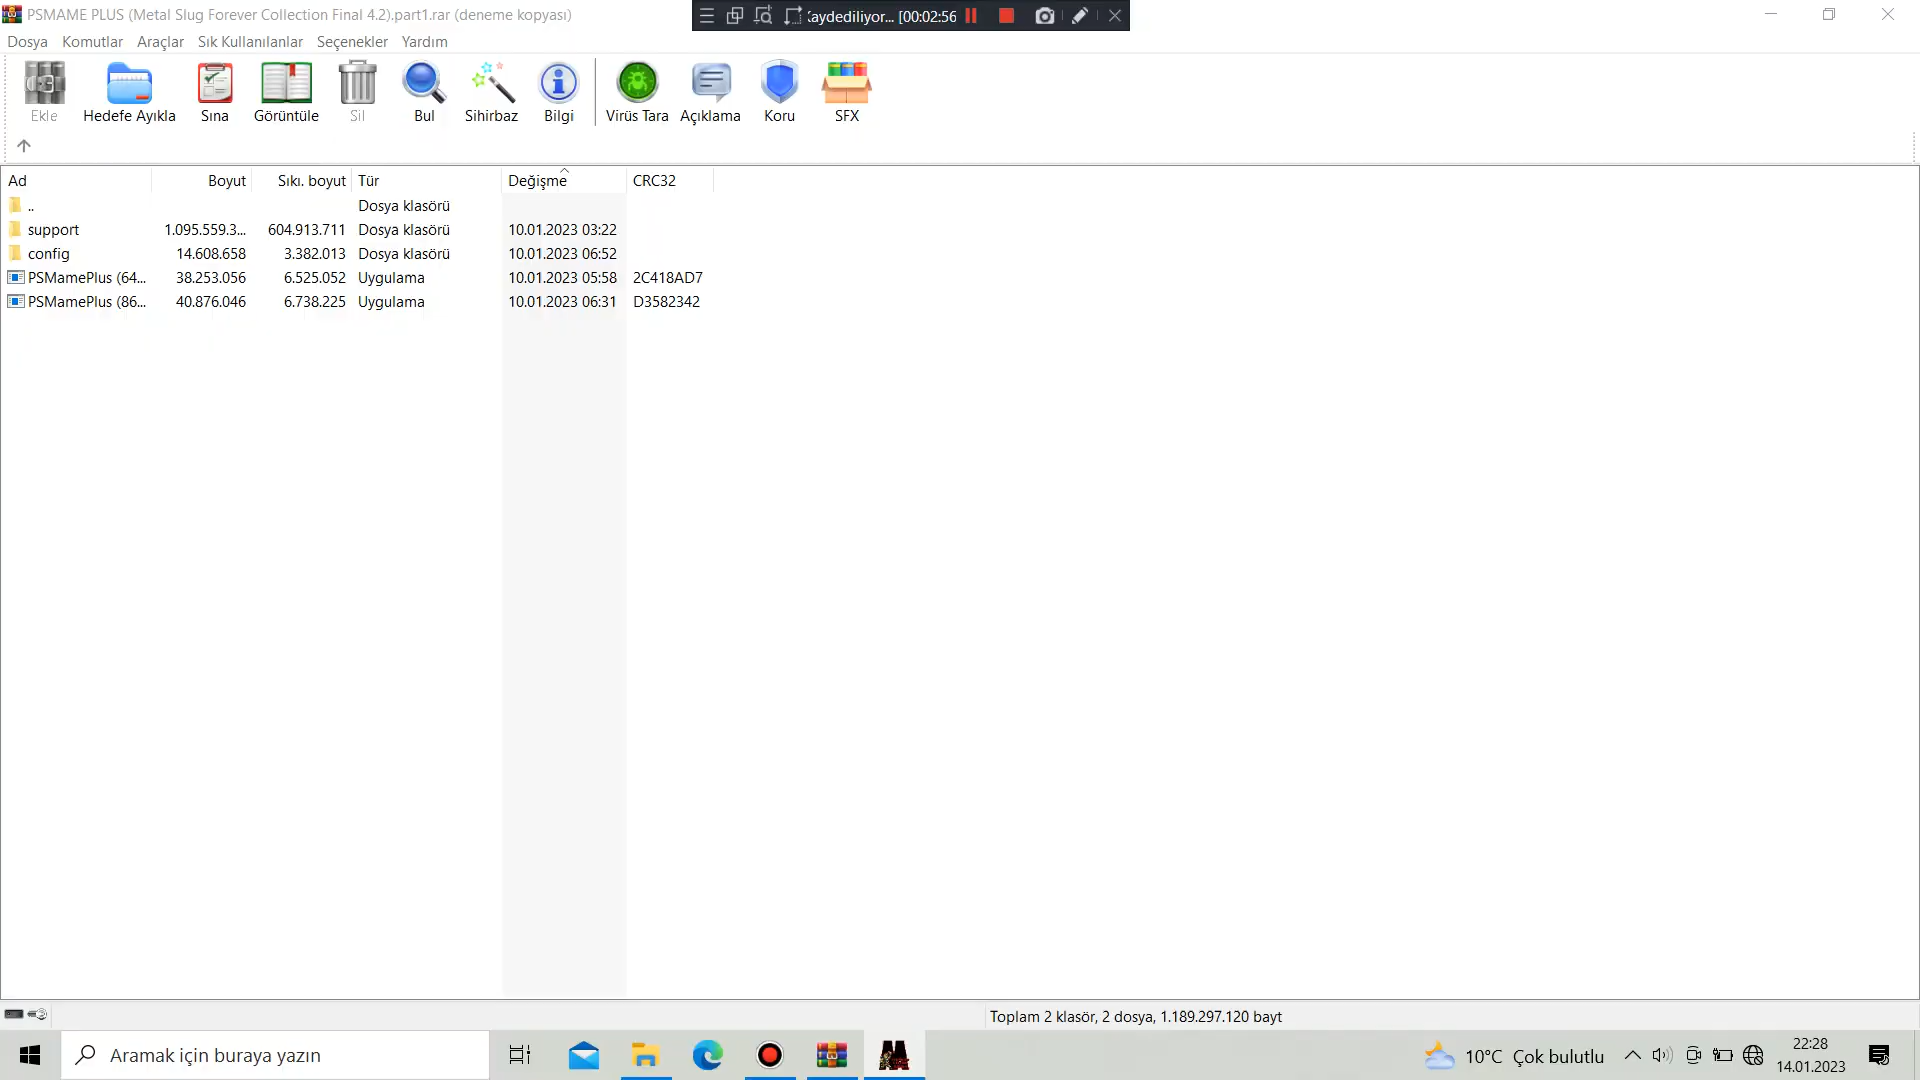 PSMAME PLUS (Metal Slug Forever Collection Final 4.2).part1.rar (deneme kopyası)
Kaydediliyor... [00:02:56
Dosya Komutlar Araçlar Sık Kullanılanlar Seçenekler Yardım
Ekle Hedefe Ayıkla Sına Görüntüle Sil Bul Sihirbaz Bilgi Virüs Tara Açıklama Koru SFX
Ad Boyut Sıkı. boyut Tür Değişme CRC32
.. Dosya klasörü
support 1.095.559.3... 604.913.711 Dosya klasörü 10.01.2023 03:22
config 14.608.658 3.382.013 Dosya klasörü 10.01.2023 06:52
PSMamePlus (64... 38.253.056 6.525.052 Uygulama 10.01.2023 05:58 2C418AD7
PSMamePlus (86... 40.876.046 6.738.225 Uygulama 10.01.2023 06:31 D3582342
Toplam 2 klasör, 2 dosya, 1.189.297.120 bayt
Aramak için buraya yazın
10°C Çok bulutlu
22:28
14.01.2023